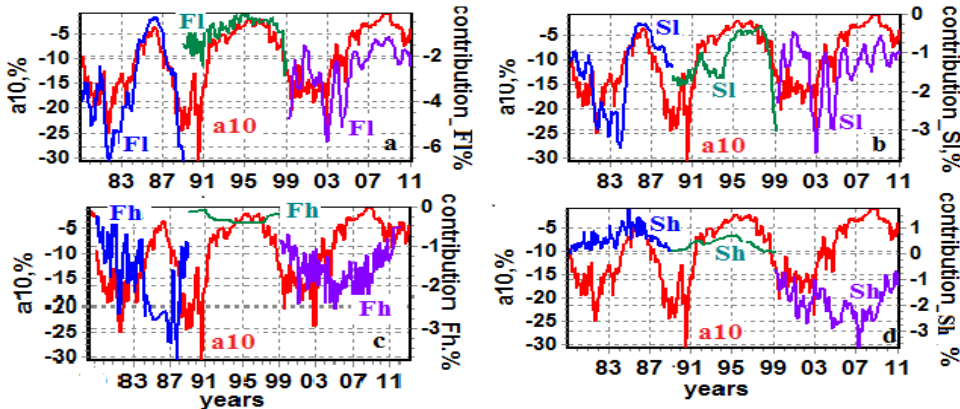 a10,%
-5
-10
-15
-20
-25
-30
Fl
Fl
a10
Fl
a
83 87 91 95 99 03 07 11
-2
-4
-6
contribution_Fl%
a10,%
-5
-10
-15
-20
-25
-30
Sl
Sl
a10
Sl
b
83 87 91 95 99 03 07 11
0
-1
-2
-3
contribution_Sl,%
a10,%
-5
-10
-15
-20
-25
-30
Fh
Fh
Fh
a10
c
83 87 91 95 99 03 07 11
years
0
-1
-2
-3
contribution_Fh,%
a10,%
-5
-10
-15
-20
-25
-30
Sh
Sh
Sh
a10
d
83 87 91 95 99 03 07 11
years
1
0
-1
-2
-3
contribution_Sh_%